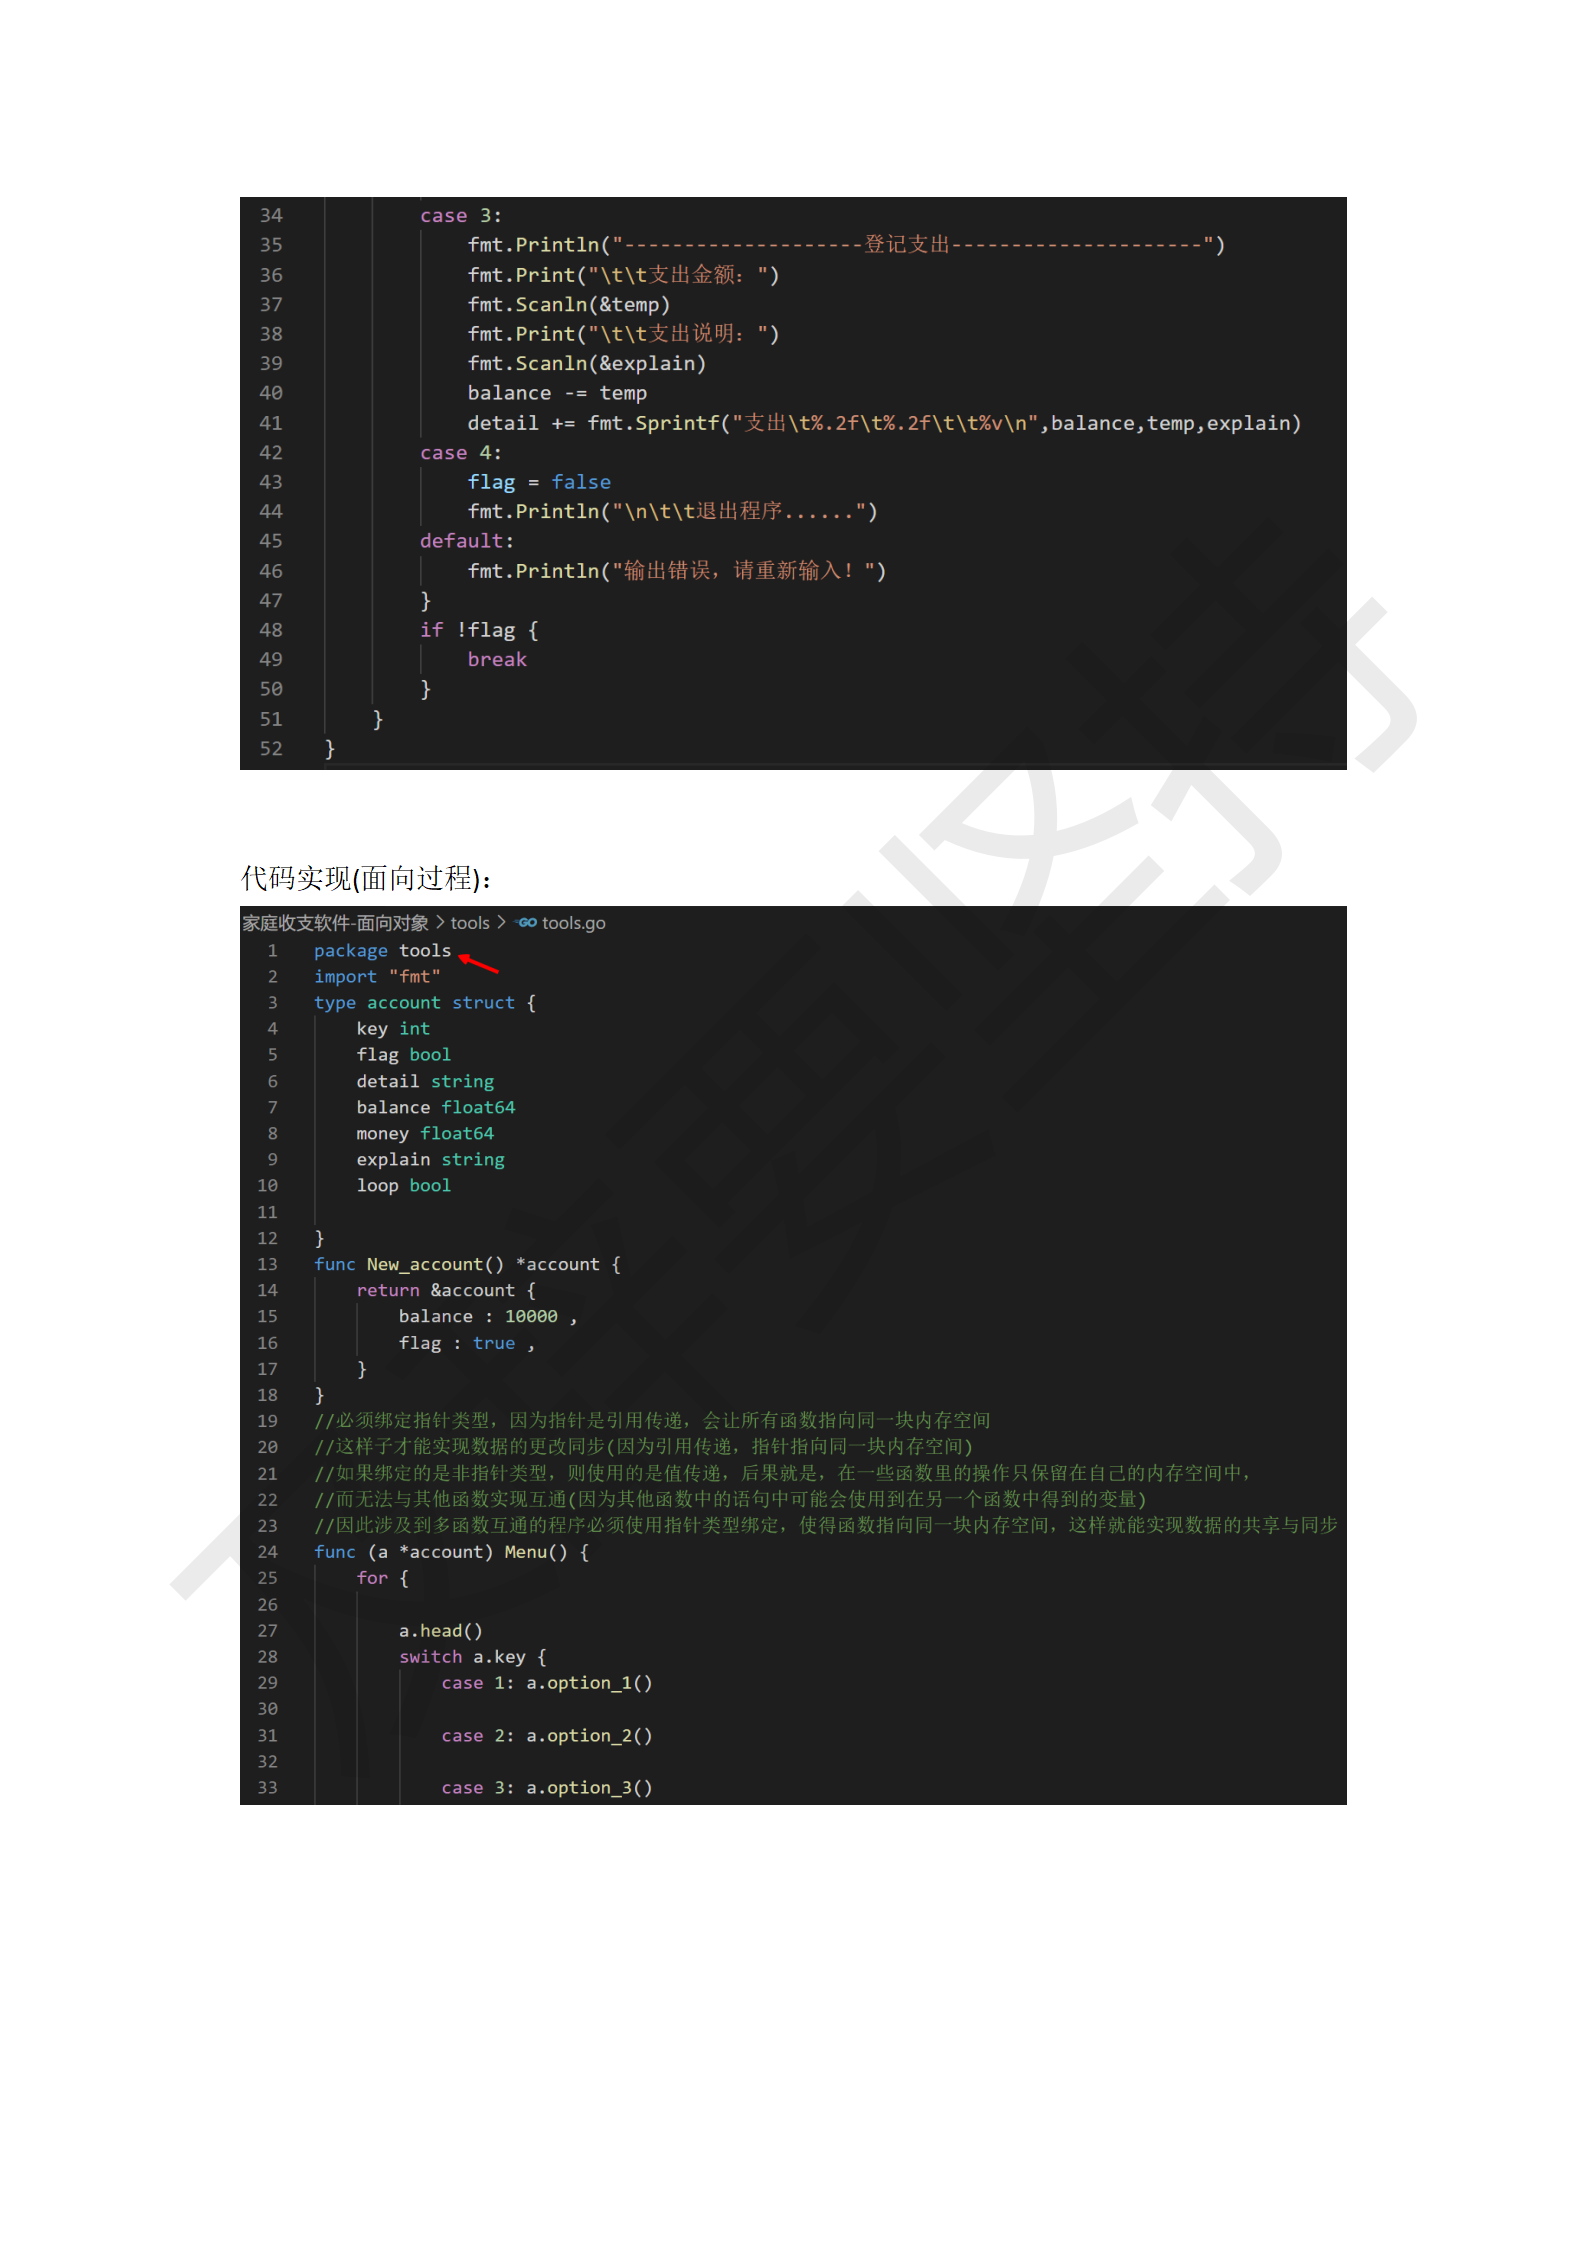 34 case 3:
35 fmt.Println("--------------------登记支出---------------------")
36 fmt.Print("\t\t支出金额：")
37 fmt.Scanln(&temp)
38 fmt.Print("\t\t支出说明：")
39 fmt.Scanln(&explain)
40 balance -= temp
41 detail += fmt.Sprintf("支出\t%.2f\t%.2f\t\t%v\n",balance,temp,explain)
42 case 4:
43 flag = false
44 fmt.Println("\n\t\t退出程序......")
45 default:
46 fmt.Println("输出错误，请重新输入！")
47 }
48 if !flag {
49 break
50 }
51 }
52 }
代码实现(面向过程)：
家庭收支软件-面向对象 > tools > GO tools.go
1 package tools
2 import "fmt"
3 type account struct {
4 key int
5 flag bool
6 detail string
7 balance float64
8 money float64
9 explain string
10 loop bool
11
12 }
13 func New_account() *account {
14 return &account {
15 balance : 10000 ,
16 flag : true ,
17 }
18 }
19 //必须绑定指针类型，因为指针是引用传递，会让所有函数指向同一块内存空间
20 //这样子才能实现数据的更改同步(因为引用传递，指针指向同一块内存空间)
21 //如果绑定的是非指针类型，则使用的是值传递，后果就是，在一些函数里的操作只保留在自己的内存空间中，
22 //而无法与其他函数实现互通(因为其他函数中的语句中可能会使用到在另一个函数中得到的变量)
23 //因此涉及到多函数互通的程序必须使用指针类型绑定，使得函数指向同一块内存空间，这样就能实现数据的共享与同步
24 func (a *account) Menu() {
25 for {
26
27 a.head()
28 switch a.key {
29 case 1: a.option_1()
30
31 case 2: a.option_2()
32
33 case 3: a.option_3()